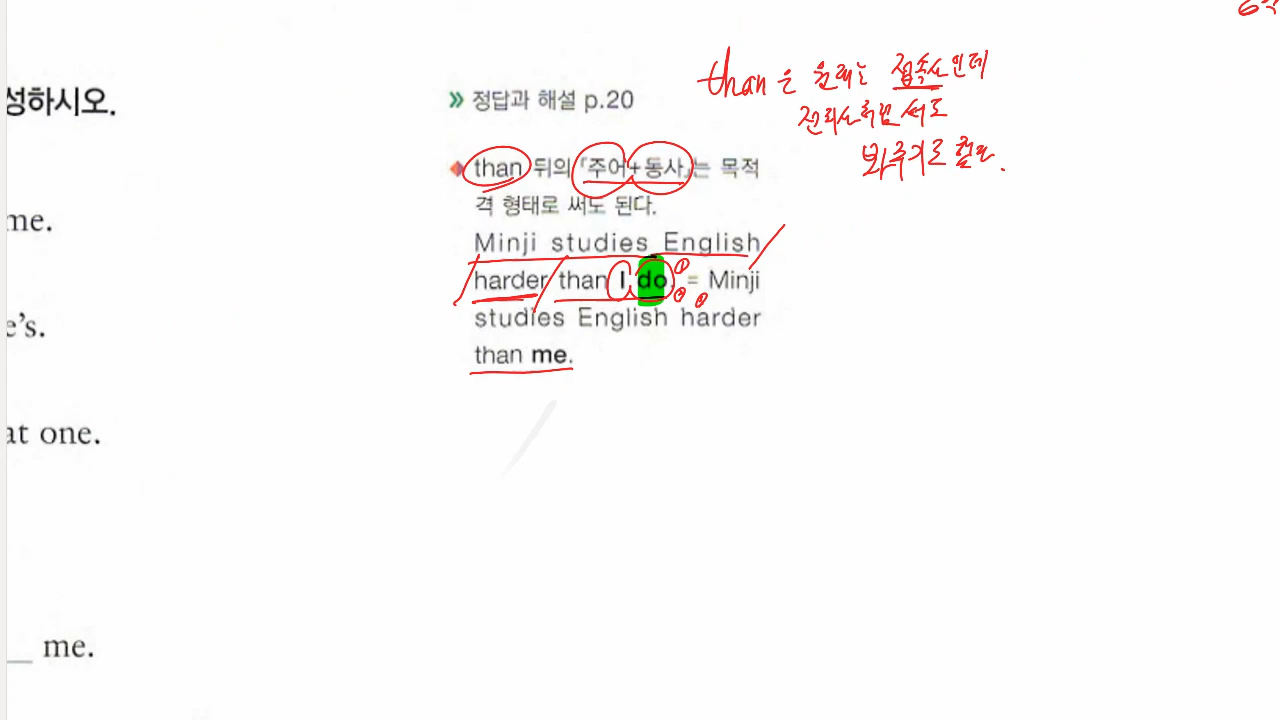 than은 원래는 접속사인데
전치사처럼 써도
봐주기로 했다.
성하시오.
» 정답과 해설 p.20
than 뒤의 「주어+동사」는 목적
격 형태로 써도 된다.
Minji studies English
harder than I do. = Minji
studies English harder
than me.
me.
e's.
at one.
me.